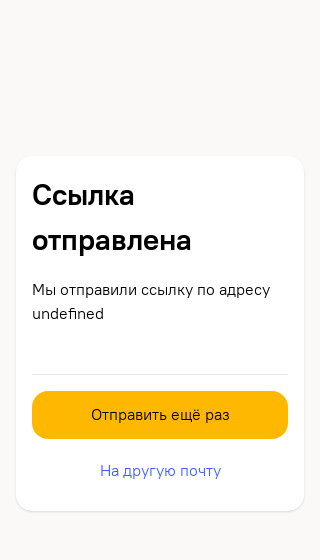 Ссылка
отправлена
Мы отправили ссылку по адресу
undefined
Отправить ещё раз
На другую почту